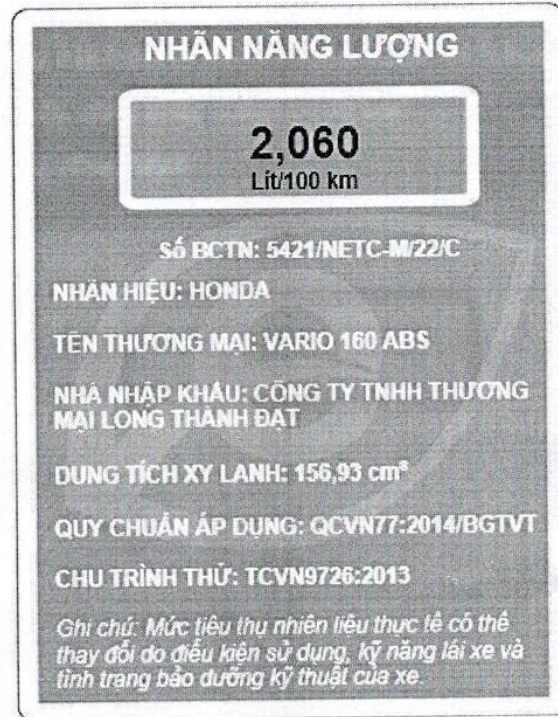 NHÃN NĂNG LƯỢNG
2,060
Lít/100 km
Số BCTN: 5421/NETC-M/22/C
NHÃN HIỆU: HONDA
TÊN THƯƠNG MẠI: VARIO 160 ABS
NHÀ NHẬP KHẨU: CÔNG TY TNHH THƯƠNG
MẠI LONG THÀNH ĐẠT
DUNG TÍCH XY LANH: 156,93 cm³
QUY CHUẨN ÁP DỤNG: QCVN77:2014/BGTVT
CHU TRÌNH THỬ: TCVN9726:2013
Ghi chú: Mức tiêu thụ nhiên liệu thực tế có thể
thay đổi do điều kiện sử dụng, kỹ năng lái xe và
tình trạng bảo dưỡng kỹ thuật của xe.